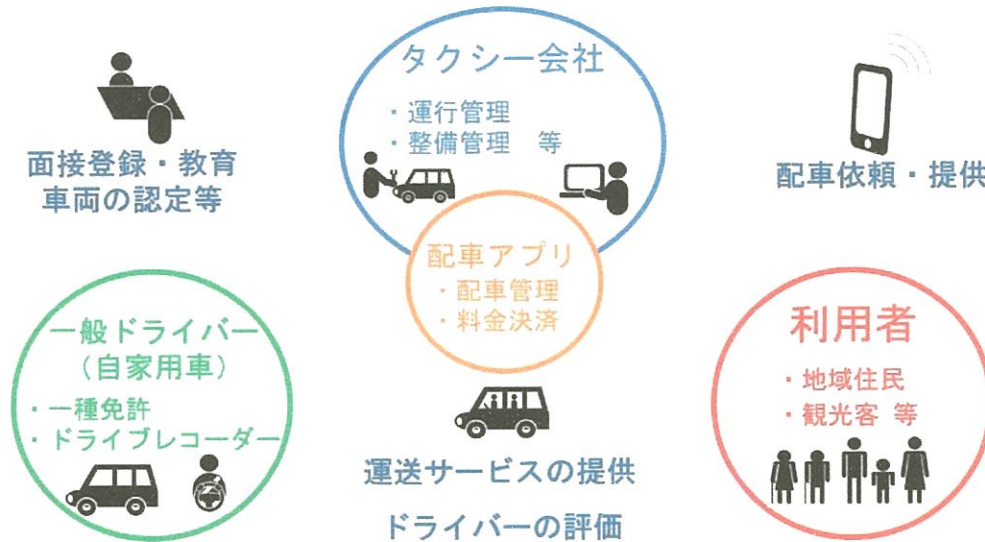 タクシー会社
・運行管理
・整備管理 等
面接登録・教育
車両の認定等
配車依頼・提供
配車アプリ
・配車管理
・料金決済
一般ドライバー
(自家用車)
・一種免許
・ドライブレコーダー
利用者
・地域住民
・観光客 等
運送サービスの提供
ドライバーの評価